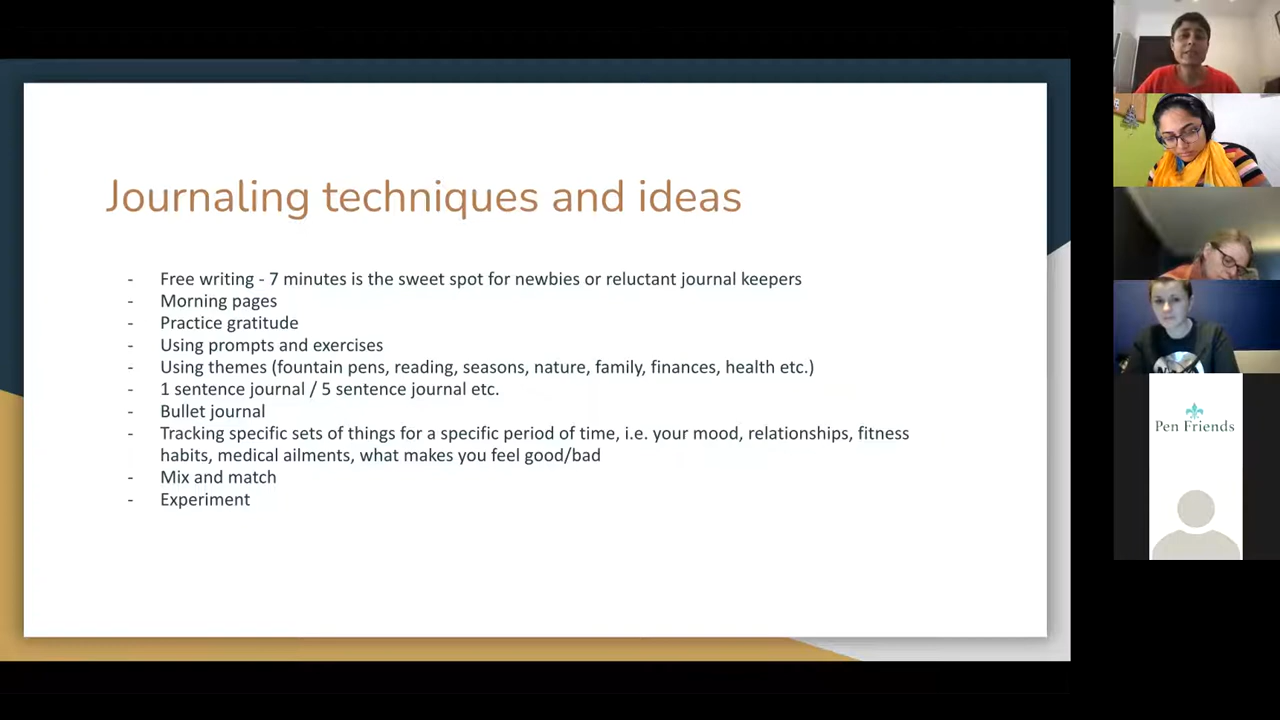 Journaling techniques and ideas
- Free writing - 7 minutes is the sweet spot for newbies or reluctant journal keepers
- Morning pages
- Practice gratitude
- Using prompts and exercises
- Using themes (fountain pens, reading, seasons, nature, family, finances, health etc.)
- 1 sentence journal / 5 sentence journal etc.
- Bullet journal
- Tracking specific sets of things for a specific period of time, i.e. your mood, relationships, fitness
habits, medical ailments, what makes you feel good/bad
- Mix and match
- Experiment
Pen Friends